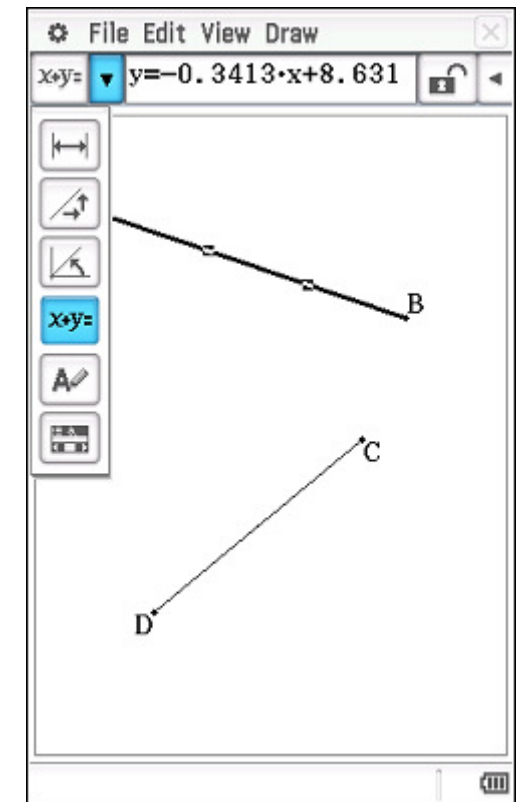 File Edit View Draw
x+y= ▼ y=-0.3413·x+8.631
x+y=
A
B
C
D